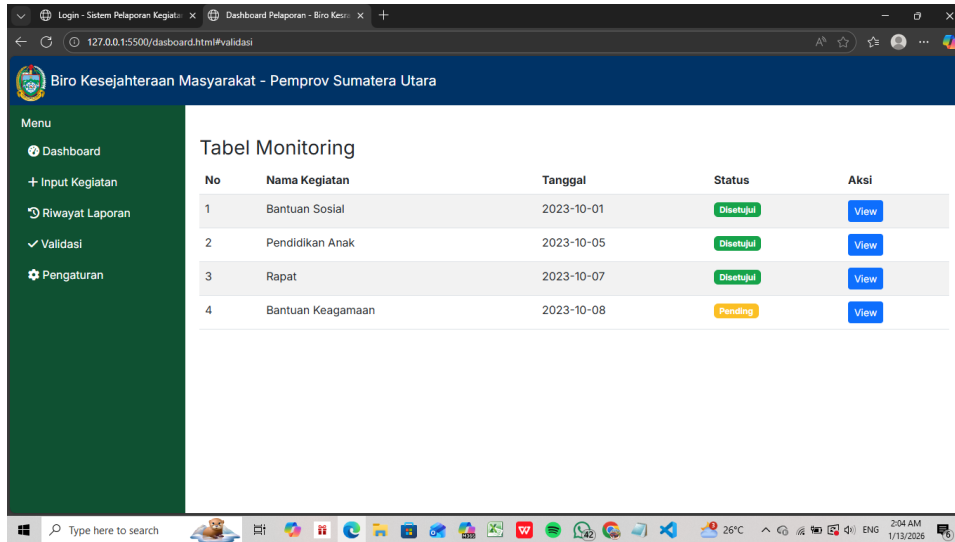 Login - Sistem Pelaporan Kegiata
Dashboard Pelaporan - Biro Kesra
127.0.0.1:5500/dasboard.html#validasi
Biro Kesejahteraan Masyarakat - Pemprov Sumatera Utara
Menu
Dashboard
Input Kegiatan
Riwayat Laporan
Validasi
Pengaturan
Tabel Monitoring
No Nama Kegiatan Tanggal Status Aksi
1 Bantuan Sosial 2023-10-01 Disetujui View
2 Pendidikan Anak 2023-10-05 Disetujui View
3 Rapat 2023-10-07 Disetujui View
4 Bantuan Keagamaan 2023-10-08 Pending View
Type here to search
42
26°C
ENG
2:04 AM
1/13/2026
6